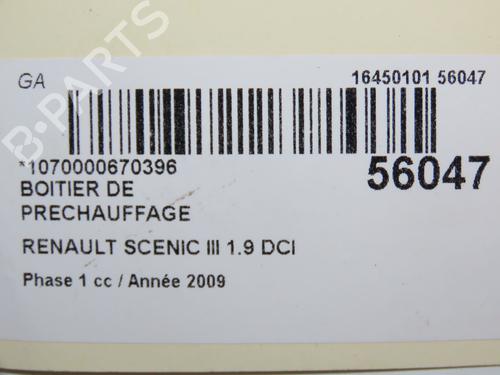 GA
16450101 56047
*1070000670396
56047
BOITIER DE
PRECHAUFFAGE
RENAULT SCENIC III 1.9 DCI
Phase 1 cc / Année 2009
B-PARTS